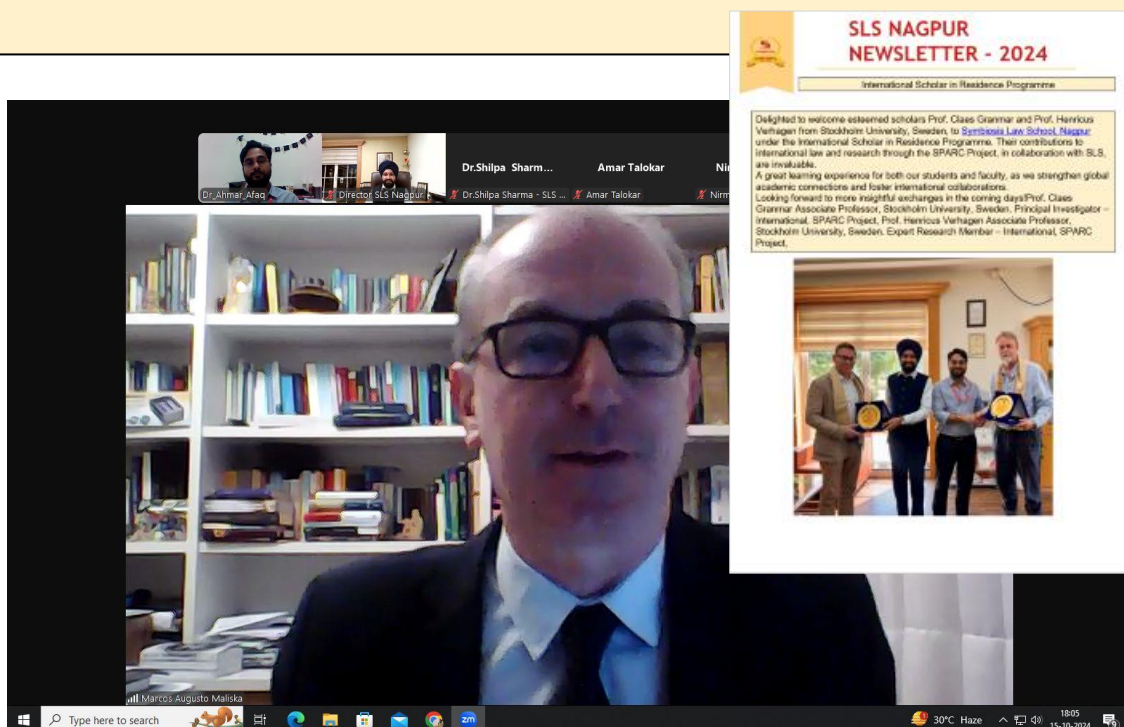 SLS NAGPUR
NEWSLETTER - 2024
International Scholar in Residence Programme
Delighted to welcome esteemed scholars Prof. Claes Granmar and Prof. Henricus
Verhagen from Stockholm University, Sweden, to Symbiosis Law School, Nagpur
under the International Scholar in Residence Programme. Their contributions to
international law and research through the SPARC Project, in collaboration with SLS,
are invaluable.
A great learning experience for both our students and faculty, as we strengthen global
academic connections and foster international collaborations.
Looking forward to more insightful exchanges in the coming days!Prof. Claes
Granmar Associate Professor, Stockholm University, Sweden, Principal Investigator –
International, SPARC Project, Prof. Henricus Verhagen Associate Professor,
Stockholm University, Sweden. Expert Research Member – International, SPARC
Project,
Dr.Shilpa Sharm... Amar Talokar
Dr_Ahmar_Afaq Director SLS Nagpur Dr.Shilpa Sharma - SLS ... Amar Talokar Nirm
Marcos Augusto Maliska
Type here to search zm 30°C Haze 18:05
15-10-2024